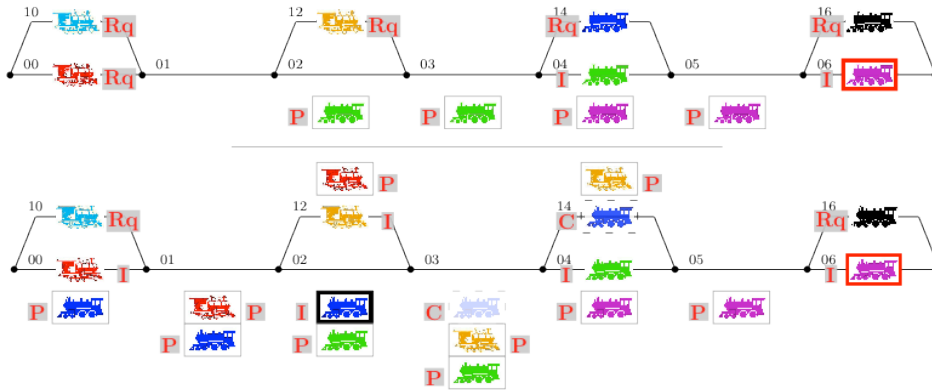 10 Rq 12 Rq 14 Rq 16 Rq
00 Rq 01 02 03 04 I 05 06 I
P P P P
P P
10 Rq 12 I 14 C 16 Rq
00 I 01 02 03 04 I 05 06 I
P P I C P P
P P P
P